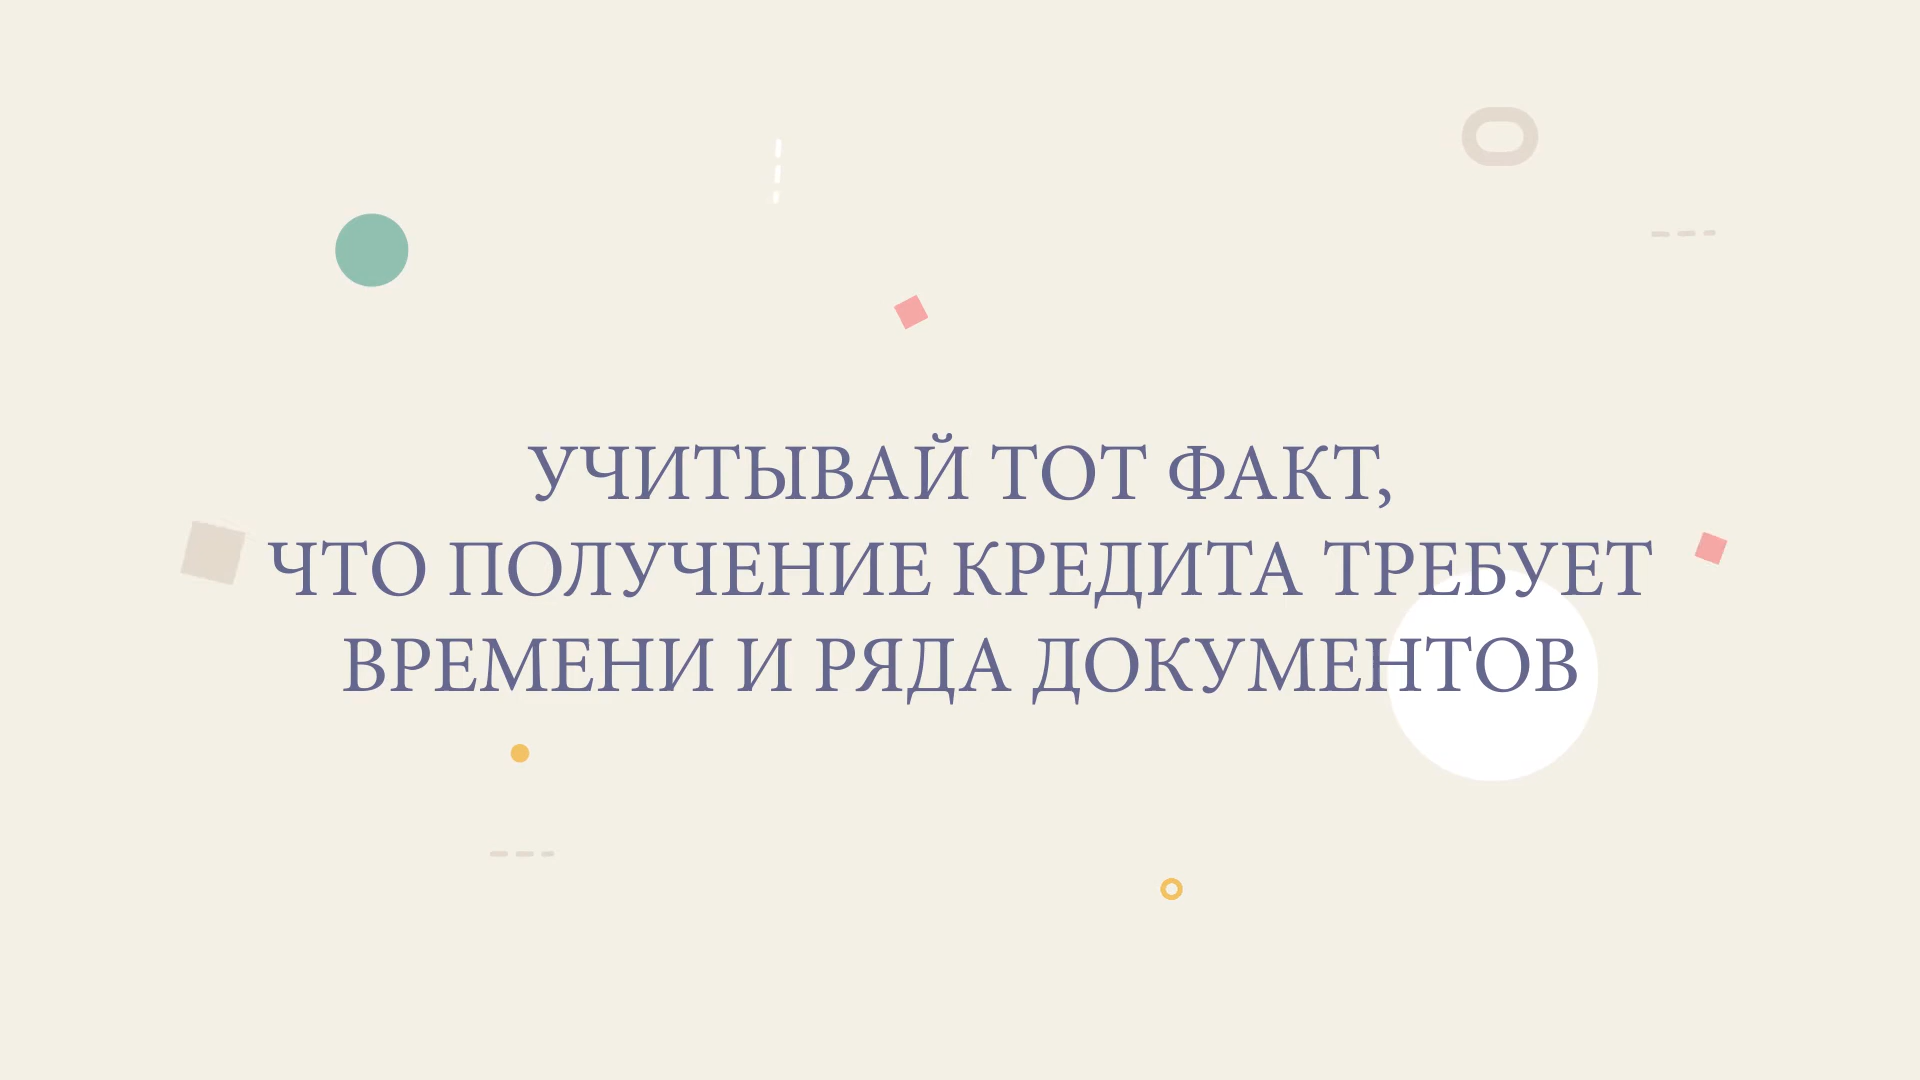 УЧИТЫВАЙ ТОТ ФАКТ,
ЧТО ПОЛУЧЕНИЕ КРЕДИТА ТРЕБУЕТ
ВРЕМЕНИ И РЯДА ДОКУМЕНТОВ